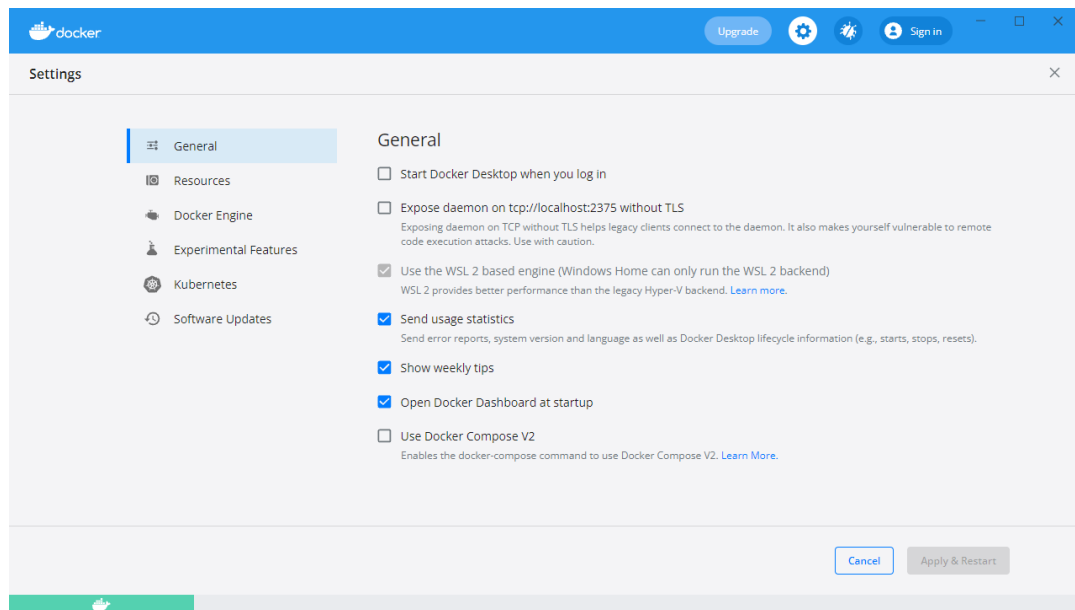 docker
Upgrade
Sign in
Settings
General
Resources
Docker Engine
Experimental Features
Kubernetes
Software Updates
General
Start Docker Desktop when you log in
Expose daemon on tcp://localhost:2375 without TLS
Exposing daemon on TCP without TLS helps legacy clients connect to the daemon. It also makes yourself vulnerable to remote
code execution attacks. Use with caution.
Use the WSL 2 based engine (Windows Home can only run the WSL 2 backend)
WSL 2 provides better performance than the legacy Hyper-V backend. Learn more.
Send usage statistics
Send error reports, system version and language as well as Docker Desktop lifecycle information (e.g., starts, stops, resets).
Show weekly tips
Open Docker Dashboard at startup
Use Docker Compose V2
Enables the docker-compose command to use Docker Compose V2. Learn More.
Cancel
Apply & Restart